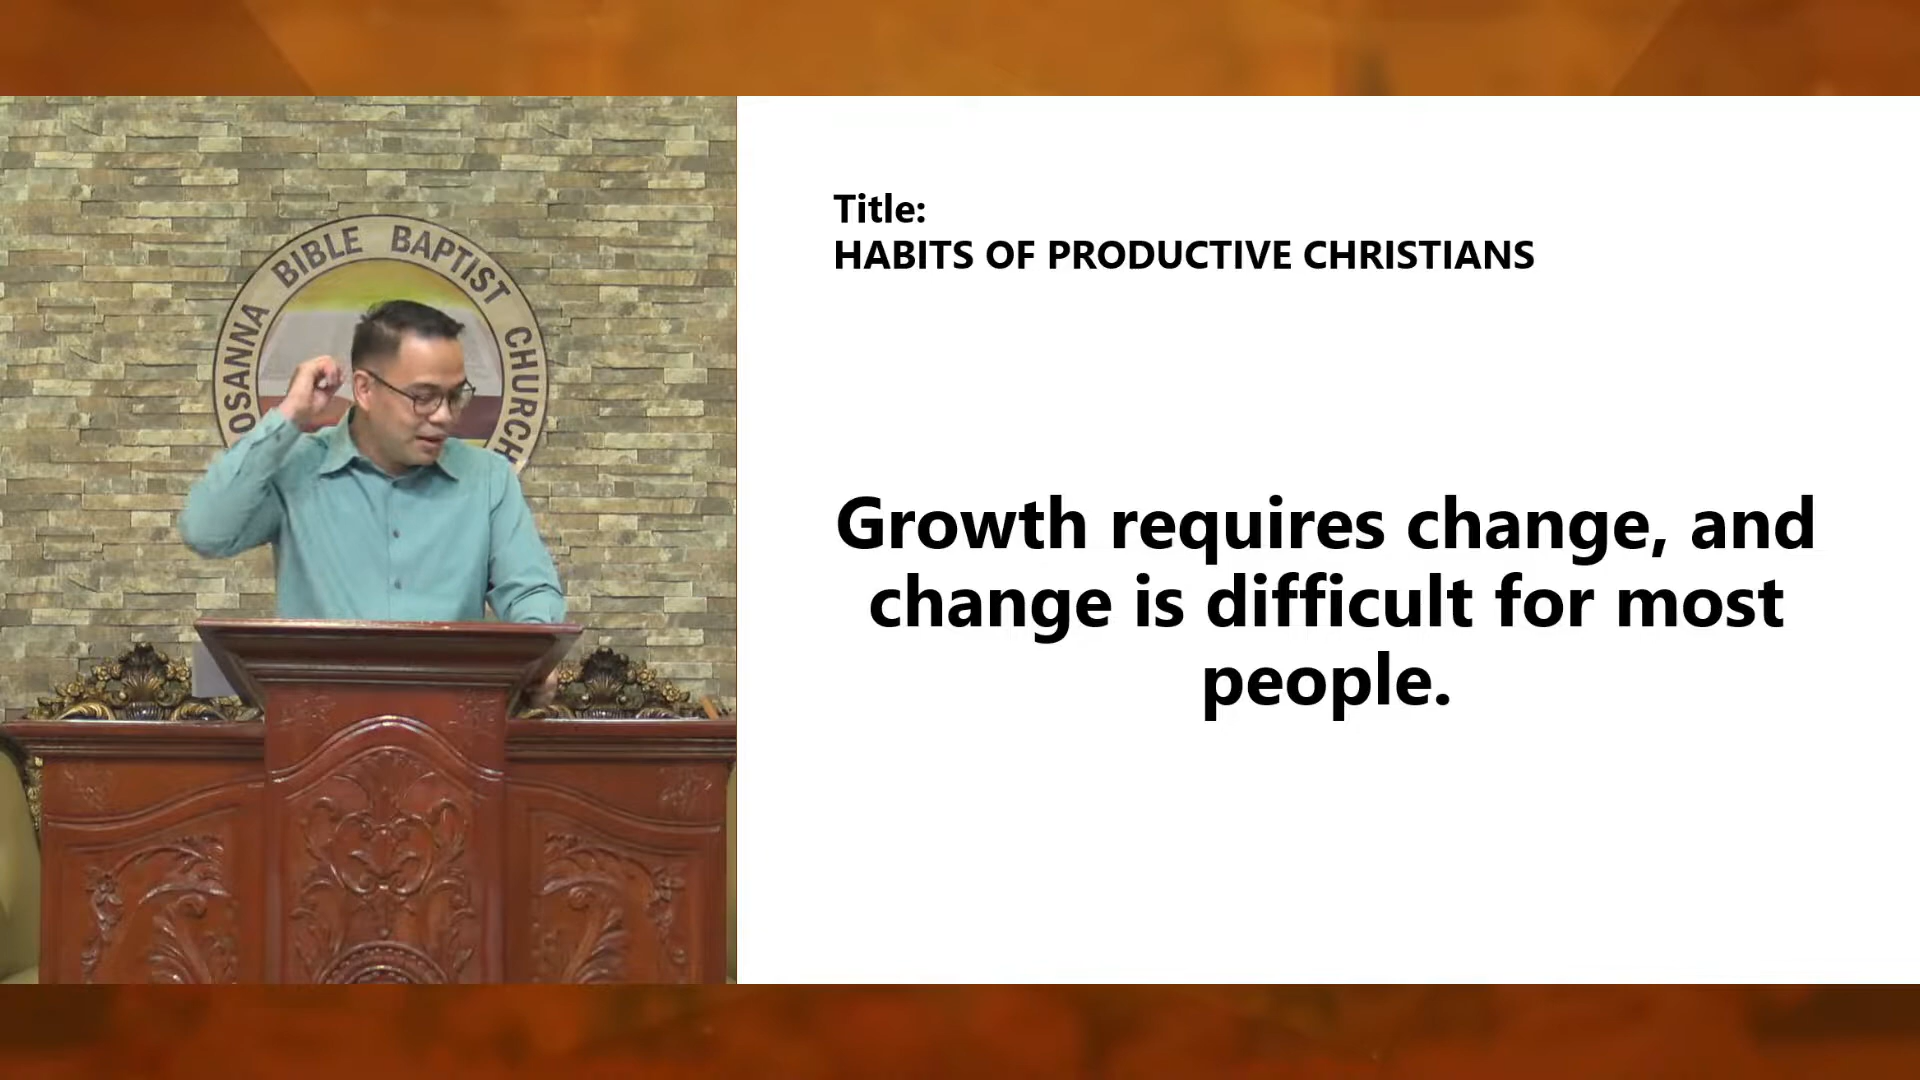 OSANNA BIBLE BAPTIST CHURCH
Title:
HABITS OF PRODUCTIVE CHRISTIANS
Growth requires change, and
change is difficult for most
people.